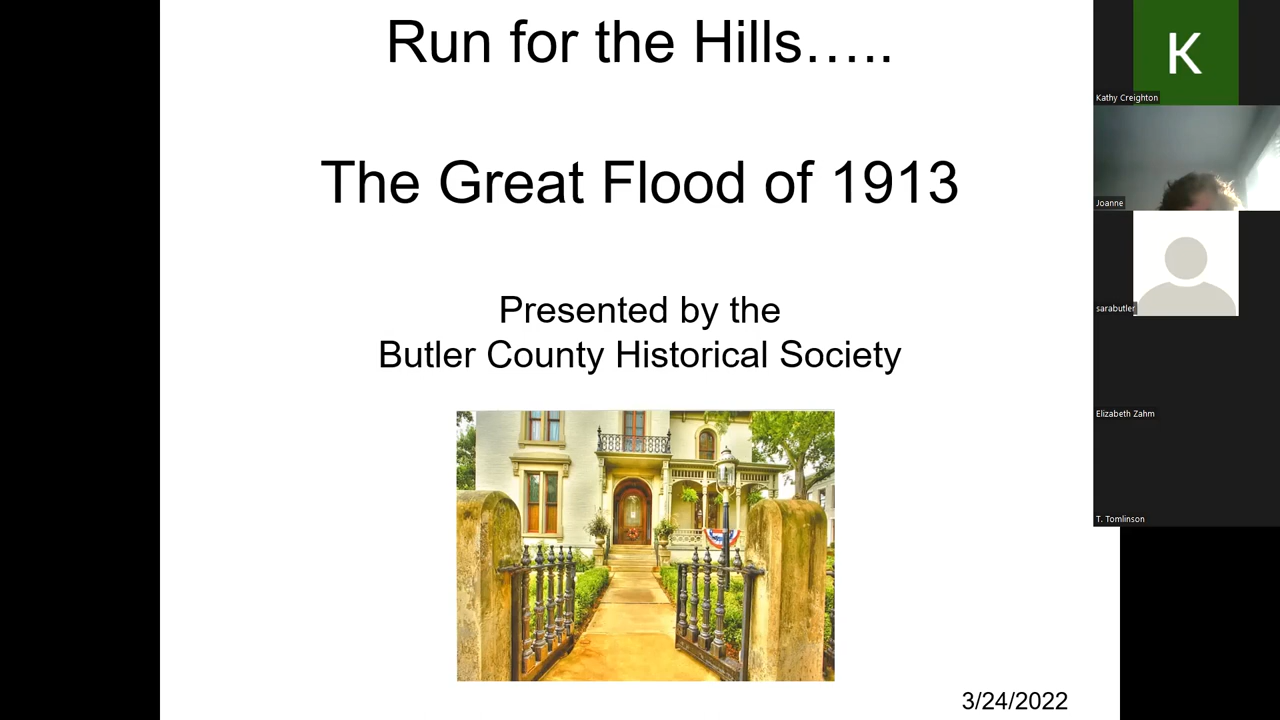 Run for the Hills…..
The Great Flood of 1913
Presented by the
Butler County Historical Society
3/24/2022
K
Kathy Creighton
Joanne
sarabutler
Elizabeth Zahm
T. Tomlinson